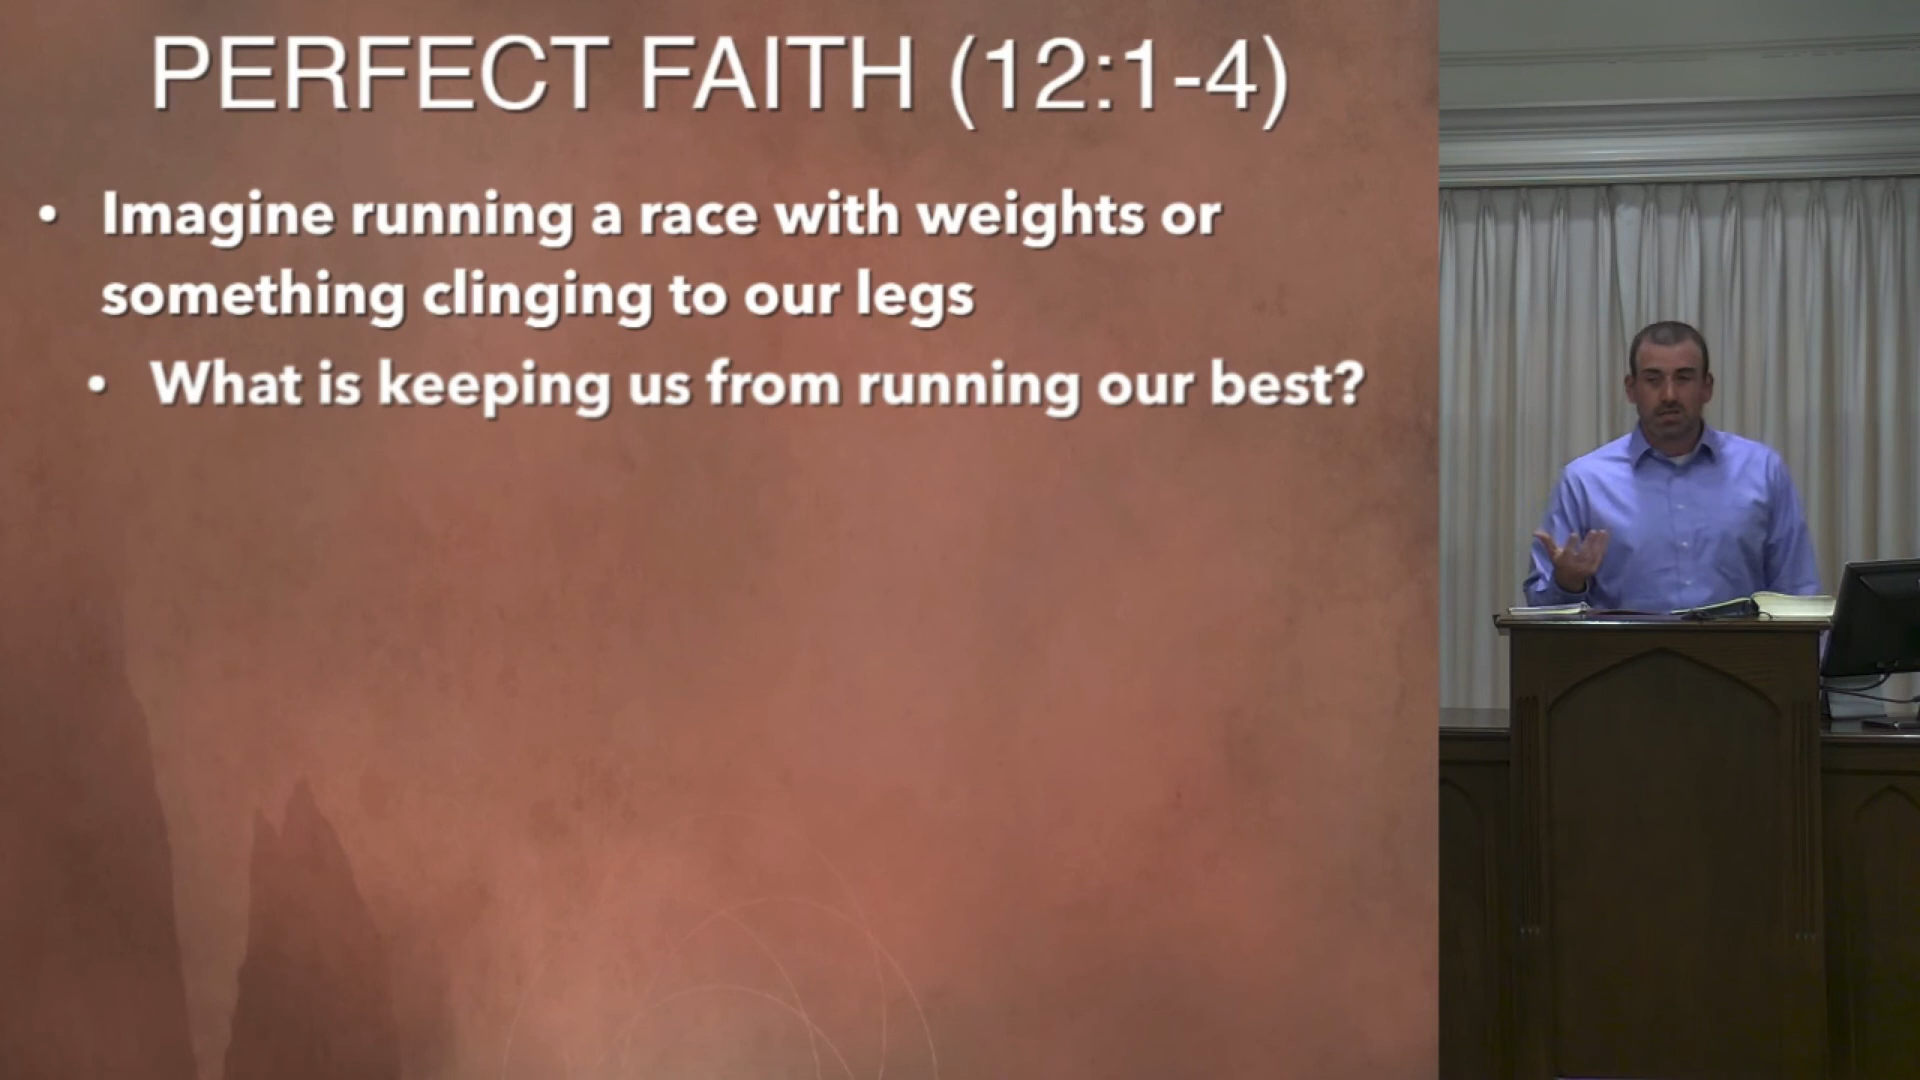 PERFECT FAITH (12:1-4)
• Imagine running a race with weights or
something clinging to our legs
• What is keeping us from running our best?